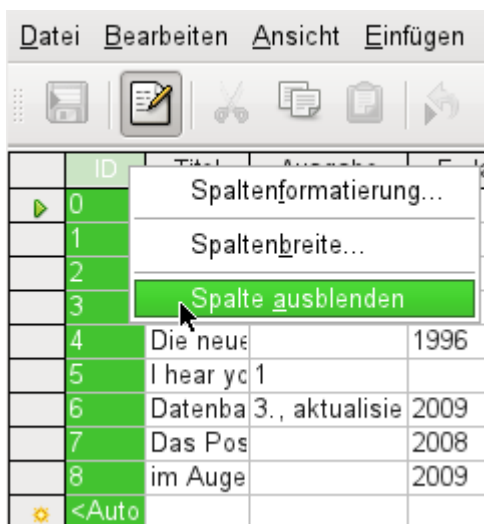 Datei Bearbeiten Ansicht Einfügen
ID Titel
0 Spaltenformatierung...
1 Spaltenbreite...
2
3 Spalte ausblenden
4 Die neue 1996
5 I hear yo 1
6 Datenba 3., aktualisie 2009
7 Das Pos 2008
8 im Auge 2009
<Auto